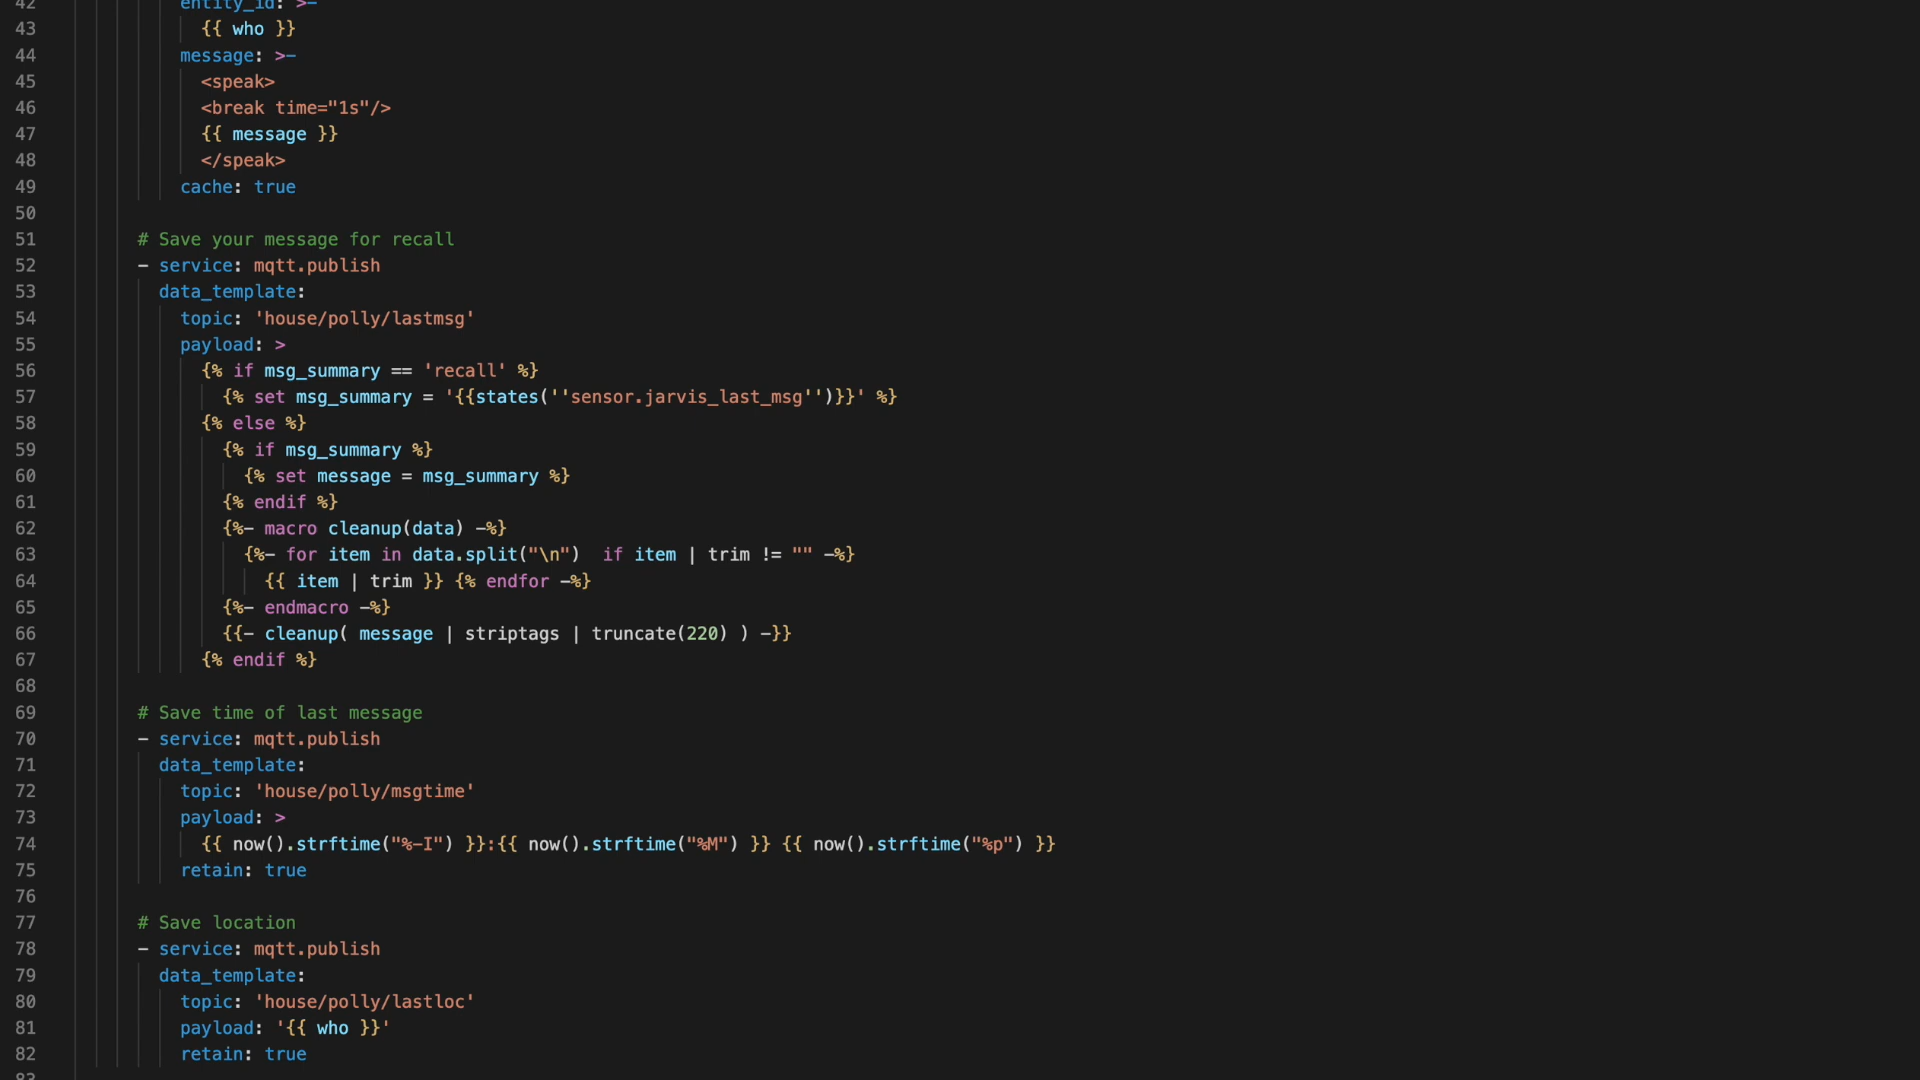 42 entity_id: >-
43 {{ who }}
44 message: >-
45 <speak>
46 <break time="1s"/>
47 {{ message }}
48 </speak>
49 cache: true
50
51 # Save your message for recall
52 - service: mqtt.publish
53 data_template:
54 topic: 'house/polly/lastmsg'
55 payload: >
56 {% if msg_summary == 'recall' %}
57 {% set msg_summary = '{{states(''sensor.jarvis_last_msg'')}}' %}
58 {% else %}
59 {% if msg_summary %}
60 {% set message = msg_summary %}
61 {% endif %}
62 {%- macro cleanup(data) -%}
63 {%- for item in data.split("\n")  if item | trim != "" -%}
64 {{ item | trim }} {% endfor -%}
65 {%- endmacro -%}
66 {{- cleanup( message | striptags | truncate(220) ) -}}
67 {% endif %}
68
69 # Save time of last message
70 - service: mqtt.publish
71 data_template:
72 topic: 'house/polly/msgtime'
73 payload: >
74 {{ now().strftime("%-I") }}:{{ now().strftime("%M") }} {{ now().strftime("%p") }}
75 retain: true
76
77 # Save location
78 - service: mqtt.publish
79 data_template:
80 topic: 'house/polly/lastloc'
81 payload: '{{ who }}'
82 retain: true
83